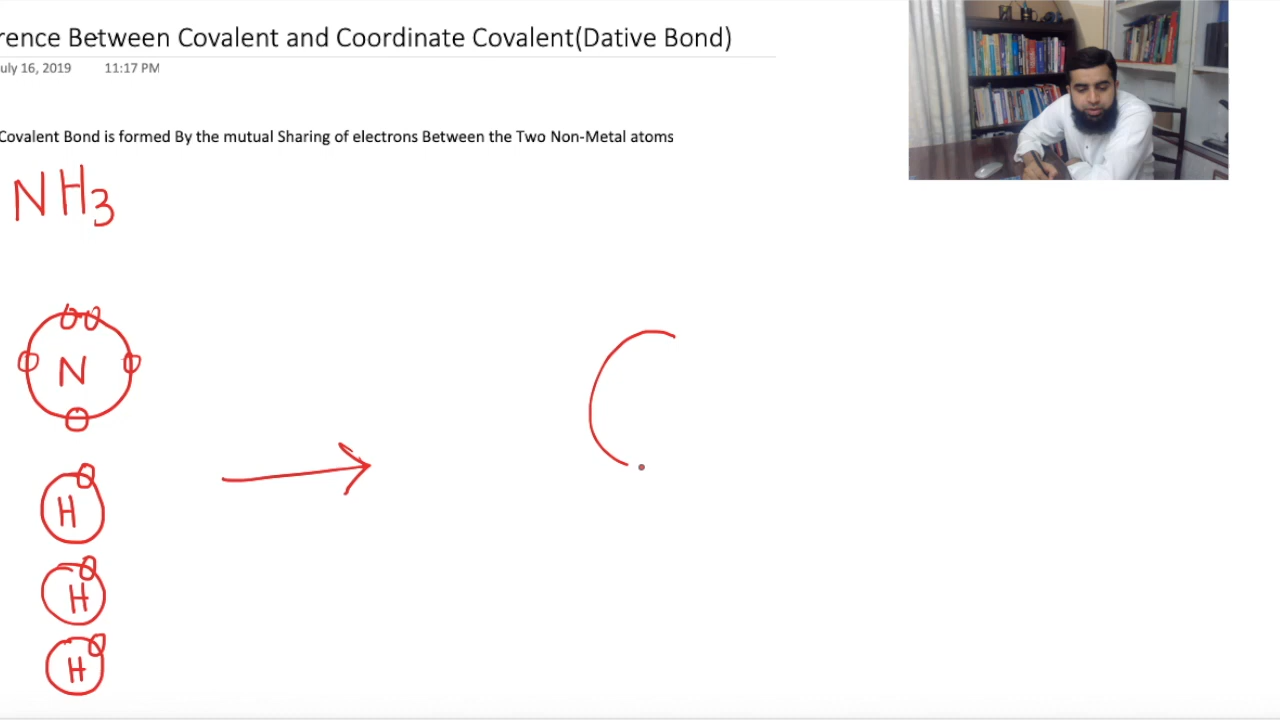 rence Between Covalent and Coordinate Covalent(Dative Bond)
uly 16, 2019 11:17 PM
Covalent Bond is formed By the mutual Sharing of electrons Between the Two Non-Metal atoms
NH3
N
H
H
H